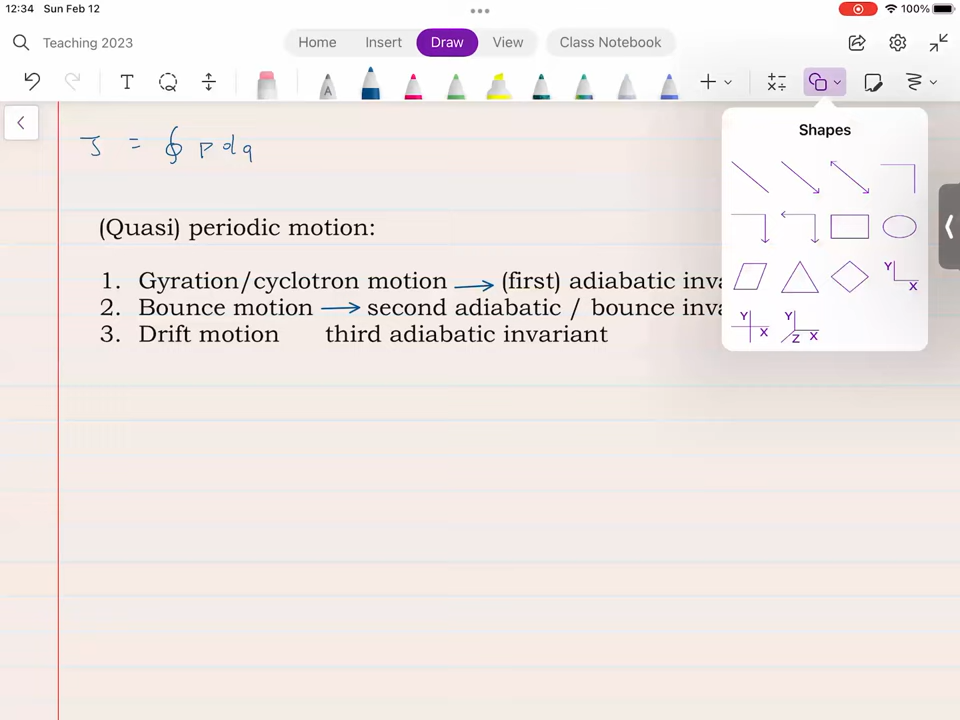 12:34 Sun Feb 12
100%
Teaching 2023
Home Insert Draw View Class Notebook
T
A
Shapes
J = ∮ p dq
(Quasi) periodic motion:
1. Gyration/cyclotron motion → (first) adiabatic inva
2. Bounce motion → second adiabatic / bounce inva
3. Drift motion third adiabatic invariant
Y X
Y X
Y Z X